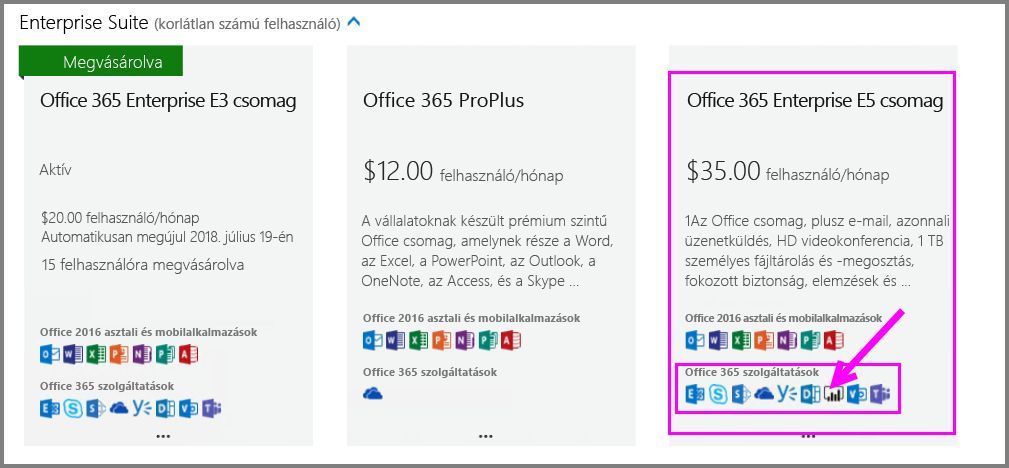 Enterprise Suite (korlátlan számú felhasználó)
Megvásárolva
Office 365 Enterprise E3 csomag
Aktív
$20.00 felhasználó/hónap
Automatikusan megújul 2018. július 19-én
15 felhasználóra megvásárolva
Office 2016 asztali és mobilalkalmazások
Office 365 szolgáltatások
...
Office 365 ProPlus
$12.00 felhasználó/hónap
A vállalatoknak készült prémium szintű
Office csomag, amelynek része a Word,
az Excel, a PowerPoint, az Outlook, a
OneNote, az Access, és a Skype ...
Office 2016 asztali és mobilalkalmazások
Office 365 szolgáltatások
...
Office 365 Enterprise E5 csomag
$35.00 felhasználó/hónap
1Az Office csomag, plusz e-mail, azonnali
üzenetküldés, HD videokonferencia, 1 TB
személyes fájltárolás és -megosztás,
fokozott biztonság, elemzések és ...
Office 2016 asztali és mobilalkalmazások
Office 365 szolgáltatások
...